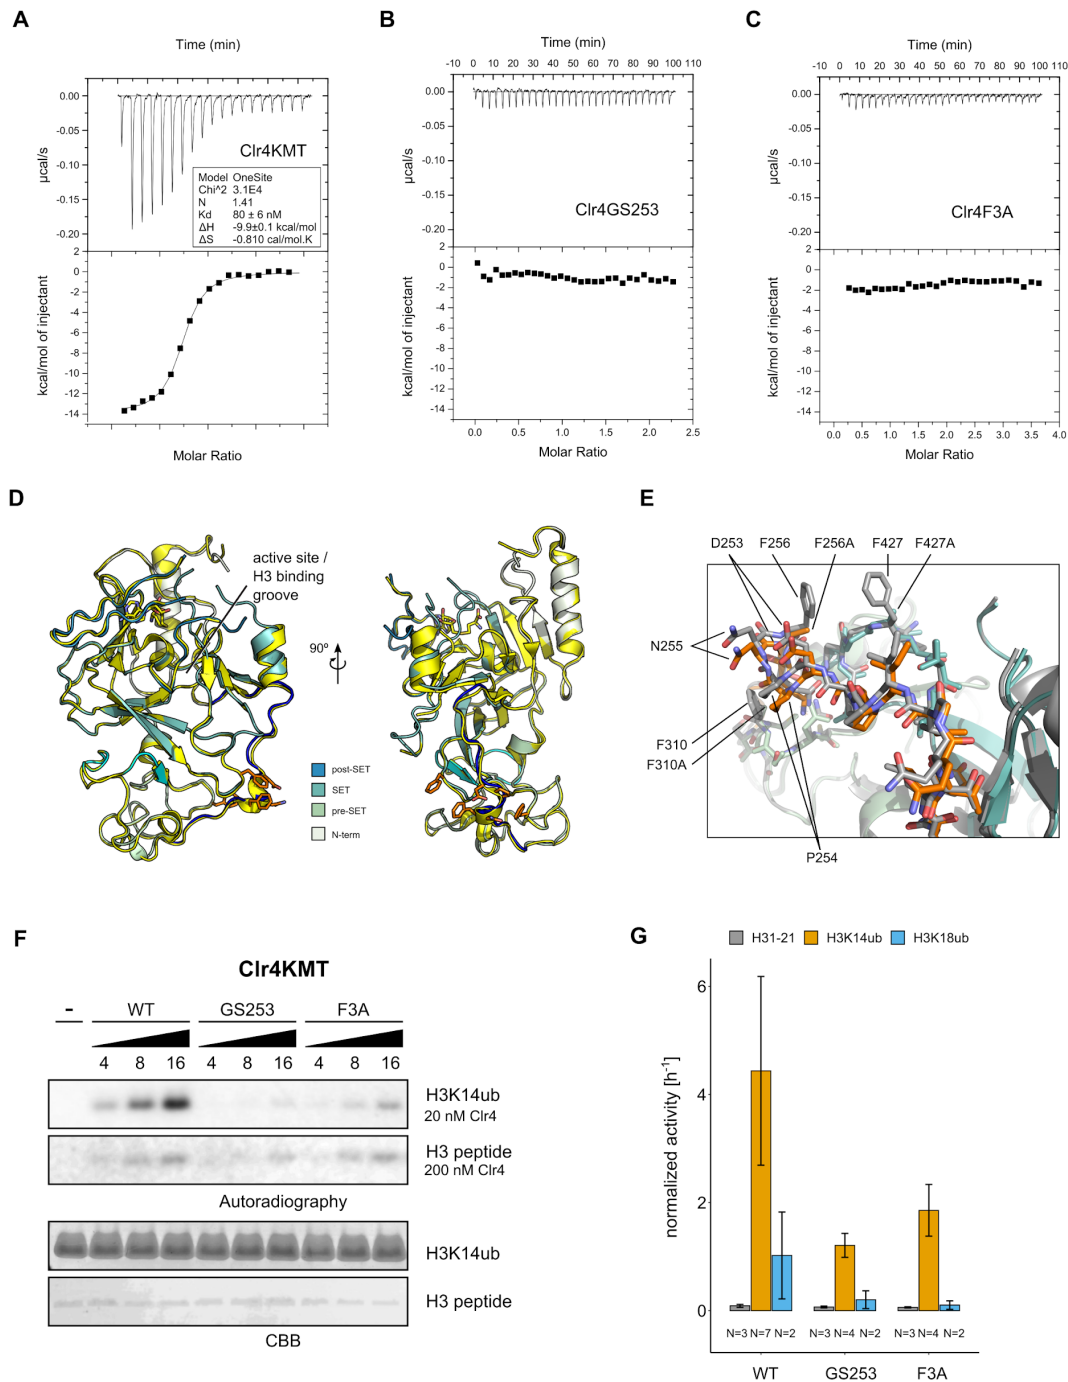 A
Time (min)
0.00
-0.05
-0.10
-0.15
-0.20
µcal/s
Clr4KMT
Model OneSite
Chi^2 3.1E4
N 1.41
Kd 80 ± 6 nM
ΔH -9.9±0.1 kcal/mol
ΔS -0.810 cal/mol.K
2
0
-2
-4
-6
-8
-10
-12
-14
kcal/mol of injectant
Molar Ratio
B
Time (min)
-10 0 10 20 30 40 50 60 70 80 90 100 110
0.00
-0.05
-0.10
-0.15
-0.20
µcal/s
Clr4GS253
2
0
-2
-4
-6
-8
-10
-12
-14
kcal/mol of injectant
0.0 0.5 1.0 1.5 2.0 2.5
Molar Ratio
C
Time (min)
-10 0 10 20 30 40 50 60 70 80 90 100 110
0.00
-0.05
-0.10
-0.15
-0.20
µcal/s
Clr4F3A
2
0
-2
-4
-6
-8
-10
-12
-14
kcal/mol of injectant
0.0 0.5 1.0 1.5 2.0 2.5 3.0 3.5 4.0
Molar Ratio
D
active site /
H3 binding
groove
90º
post-SET
SET
pre-SET
N-term
E
D253 F256 F256A F427 F427A
N255
F310
F310A
P254
F
Clr4KMT
- WT GS253 F3A
4 8 16 4 8 16 4 8 16
H3K14ub
20 nM Clr4
H3 peptide
200 nM Clr4
Autoradiography
H3K14ub
H3 peptide
CBB
G
H31-21 H3K14ub H3K18ub
normalized activity [h⁻¹]
6
4
2
0
N=3 N=7 N=2 N=3 N=4 N=2 N=3 N=4 N=2
WT GS253 F3A